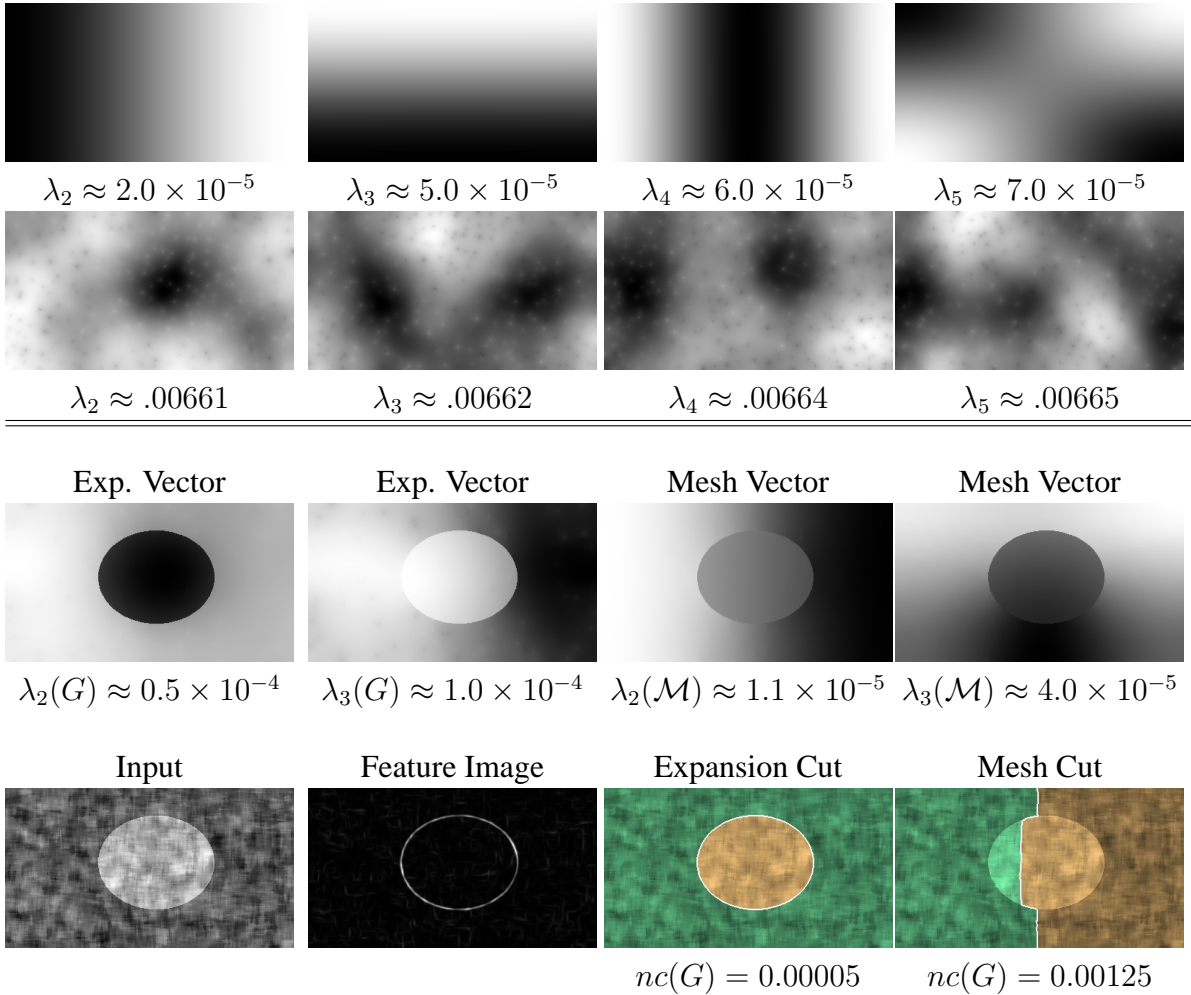 λ₂ ≈ 2.0 × 10⁻⁵ λ₃ ≈ 5.0 × 10⁻⁵ λ₄ ≈ 6.0 × 10⁻⁵ λ₅ ≈ 7.0 × 10⁻⁵
λ₂ ≈ .00661 λ₃ ≈ .00662 λ₄ ≈ .00664 λ₅ ≈ .00665
Exp. Vector Exp. Vector Mesh Vector Mesh Vector
λ₂(G) ≈ 0.5 × 10⁻⁴ λ₃(G) ≈ 1.0 × 10⁻⁴ λ₂(ℳ) ≈ 1.1 × 10⁻⁵ λ₃(ℳ) ≈ 4.0 × 10⁻⁵
Input Feature Image Expansion Cut Mesh Cut
nc(G) = 0.00005 nc(G) = 0.00125